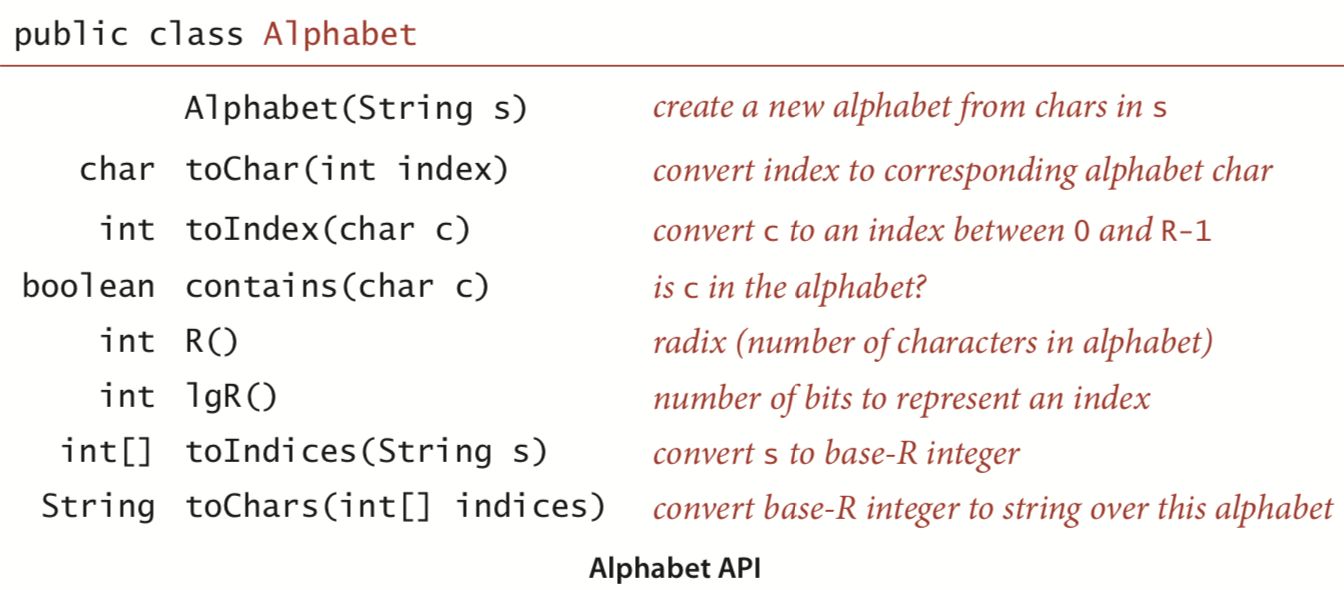 public class Alphabet
Alphabet(String s) create a new alphabet from chars in s
char toChar(int index) convert index to corresponding alphabet char
int toIndex(char c) convert c to an index between 0 and R-1
boolean contains(char c) is c in the alphabet?
int R() radix (number of characters in alphabet)
int lgR() number of bits to represent an index
int[] toIndices(String s) convert s to base-R integer
String toChars(int[] indices) convert base-R integer to string over this alphabet
Alphabet API